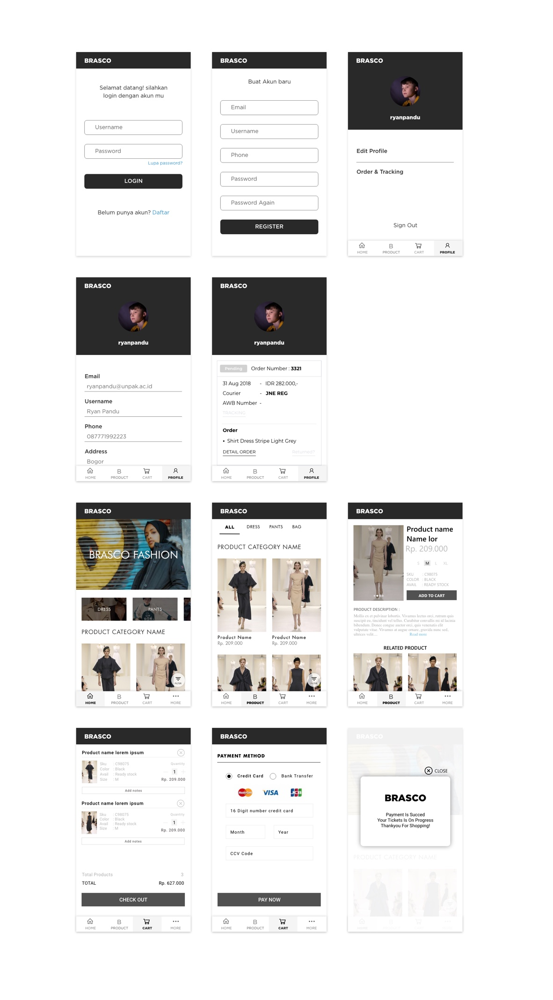 BRASCO
Selamat datang! silahkan
login dengan akun mu
Username
Password
Lupa password?
LOGIN
Belum punya akun? Daftar
BRASCO
Buat Akun baru
Email
Username
Phone
Password
Password Again
REGISTER
BRASCO
ryanpandu
Edit Profile
Order & Tracking
Sign Out
HOME B PRODUCT CART PROFILE
BRASCO
ryanpandu
Email
ryanpandu@unpak.ac.id
Username
Ryan Pandu
Phone
087771992223
Address
Bogor
HOME B PRODUCT CART PROFILE
BRASCO
ryanpandu
Pending Order Number : 3321
31 Aug 2018 - IDR 282.000,-
Courier - JNE REG
AWB Number -
TRACKING
Order
• Shirt Dress Stripe Light Grey
DETAIL ORDER Returned?
HOME B PRODUCT CART PROFILE
BRASCO
BRASCO FASHION
DRESS PANTS
PRODUCT CATEGORY NAME
FILTER
HOME B PRODUCT CART MORE
BRASCO
ALL DRESS PANTS BAG
PRODUCT CATEGORY NAME
Product Name Product Name
Rp. 209.000 Rp. 209.000
FILTER
HOME B PRODUCT CART MORE
BRASCO
Product name
Name lor
Rp. 209.000
S M L XL
SKU : C98075
COLOR : BLACK
AVAIL : READY STOCK
ADD TO CART
PRODUCT DESCRIPTION :
Mollis ex et pulvinar lobortis. Vivamus lectus orci, rutrum quis
suscipit eu, tincidunt vel tellus. Curabitur convallis mi id lacinia
bibendum. Donec congue auctor orci, quis venenatis elit
vulputate vitae. Vivamus at augue ornare, gravida nunc sed,
ultrices velit.... Read more
RELATED PRODUCT
HOME B PRODUCT CART MORE
BRASCO
Product name lorem ipsum
Sku : C98075 Quantity
Color : Black
Avail : Ready stock 1
Size : M Rp. 209.000
Add notes
Product name lorem ipsum
Sku : C98075 Quantity
Color : Black
Avail : Ready stock 1
Size : M Rp. 209.000
Add notes
Total Products 3
TOTAL Rp. 627.000
CHECK OUT
HOME B PRODUCT CART MORE
BRASCO
PAYMENT METHOD
Credit Card Bank Transfer
MasterCard VISA JCB
16 Digit number credit card
Month Year
CCV Code
PAY NOW
HOME B PRODUCT CART MORE
BRASCO
CLOSE
BRASCO
Payment Is Succed
Your Tickets Is On Progress
Thankyou For Shopping!
PRODUCT CATEGORY NAME